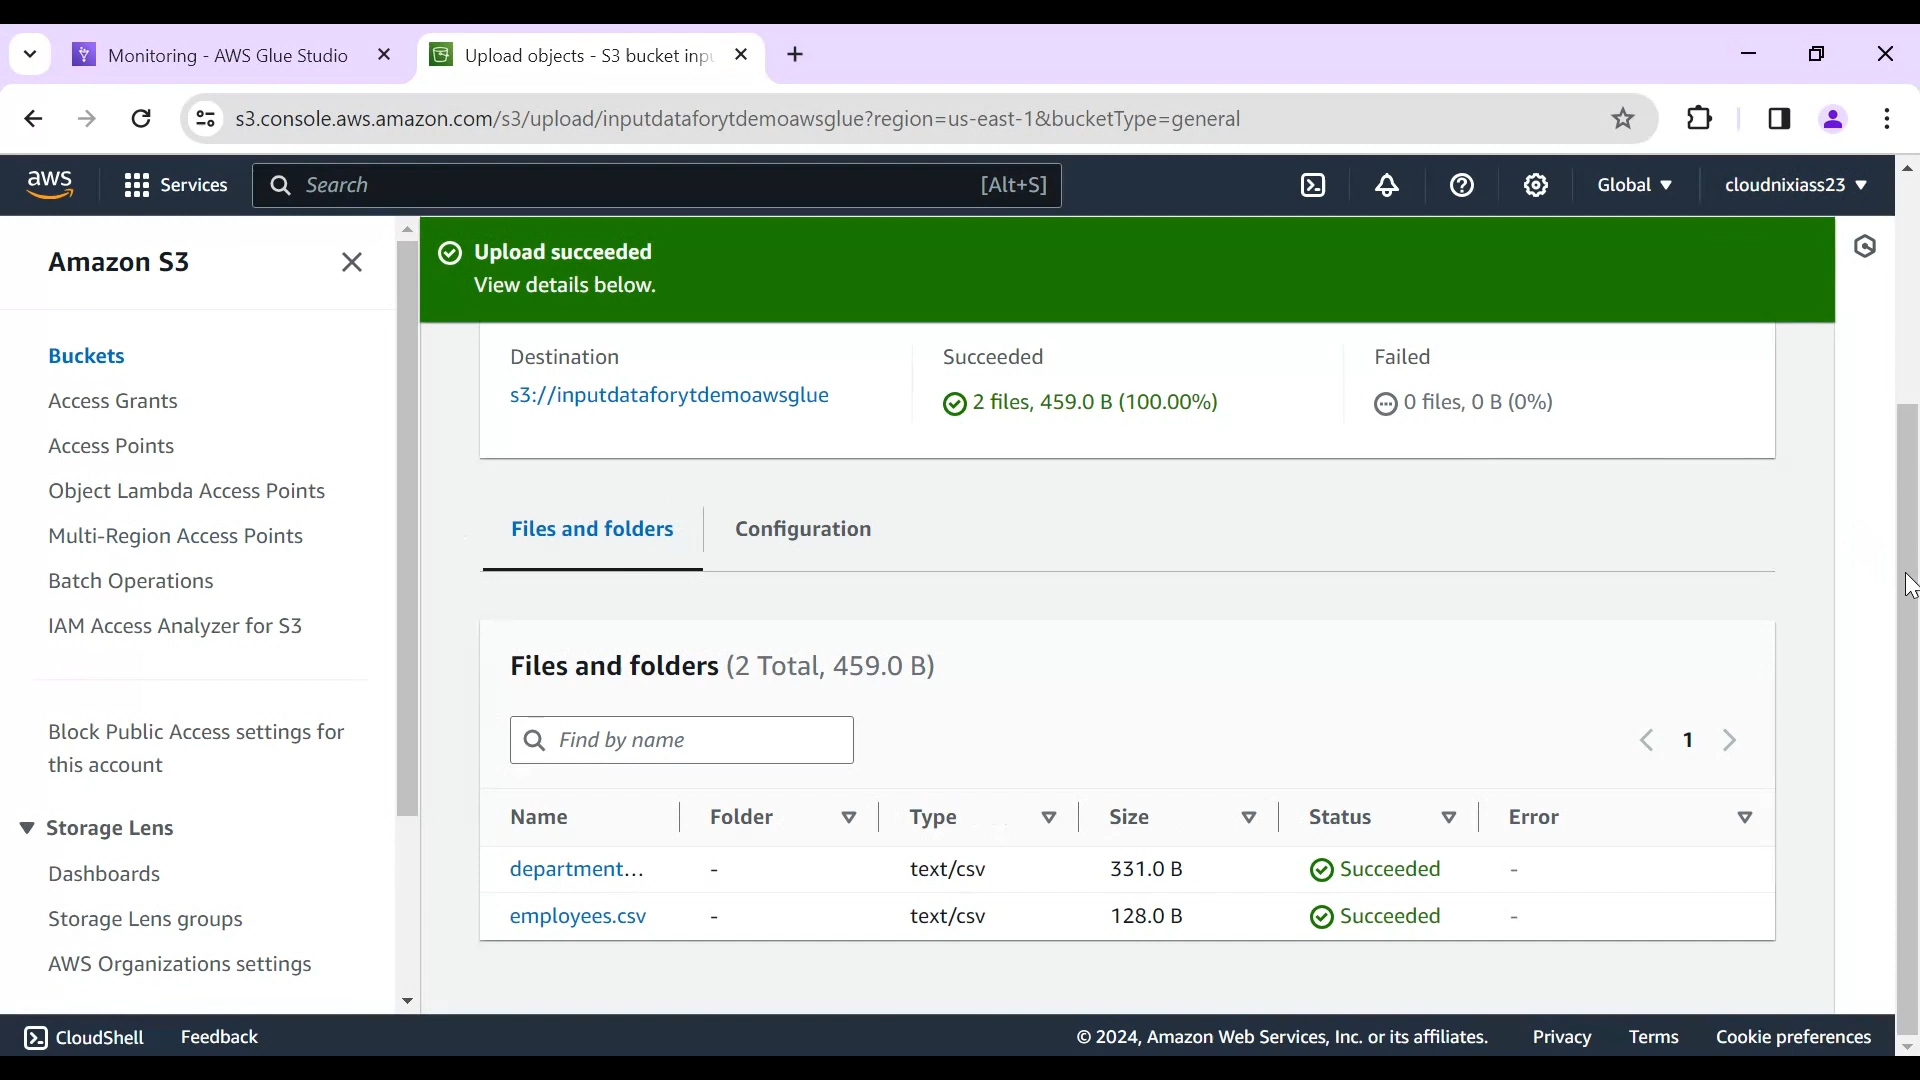 Monitoring - AWS Glue Studio
Upload objects - S3 bucket inpu
s3.console.aws.amazon.com/s3/upload/inputdataforytdemoawsglue?region=us-east-1&bucketType=general
aws
Services
Search
[Alt+S]
Global
cloudnixiass23
Amazon S3
Buckets
Access Grants
Access Points
Object Lambda Access Points
Multi-Region Access Points
Batch Operations
IAM Access Analyzer for S3
Block Public Access settings for
this account
Storage Lens
Dashboards
Storage Lens groups
AWS Organizations settings
Upload succeeded
View details below.
Destination
Succeeded
Failed
s3://inputdataforytdemoawsglue
2 files, 459.0 B (100.00%)
0 files, 0 B (0%)
Files and folders
Configuration
Files and folders (2 Total, 459.0 B)
Find by name
1
Name Folder Type Size Status Error
department... - text/csv 331.0 B Succeeded -
employees.csv - text/csv 128.0 B Succeeded -
CloudShell
Feedback
© 2024, Amazon Web Services, Inc. or its affiliates.
Privacy
Terms
Cookie preferences